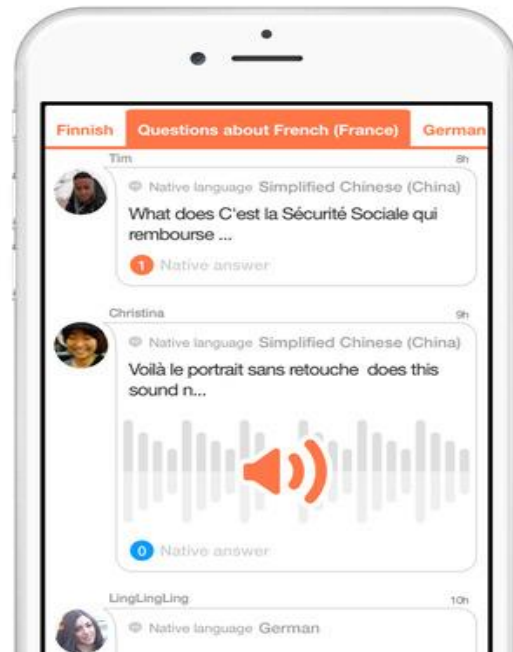 Finnish Questions about French (France) German
Tim 8h
Native language Simplified Chinese (China)
What does C'est la Sécurité Sociale qui
rembourse ...
1 Native answer
Christina 9h
Native language Simplified Chinese (China)
Voilà le portrait sans retouche does this
sound n...
0 Native answer
LingLingLing 10h
Native language German